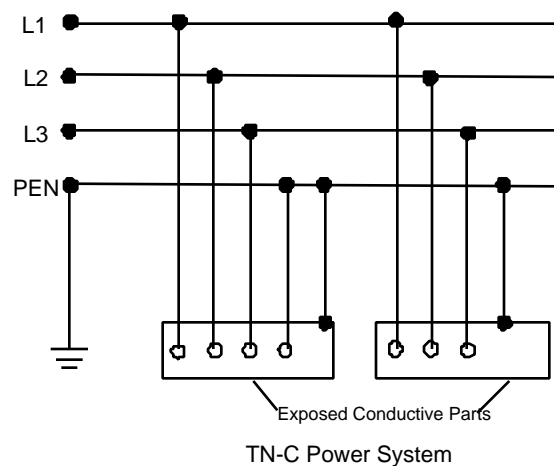 L1
L2
L3
PEN
Exposed Conductive Parts
TN-C Power System